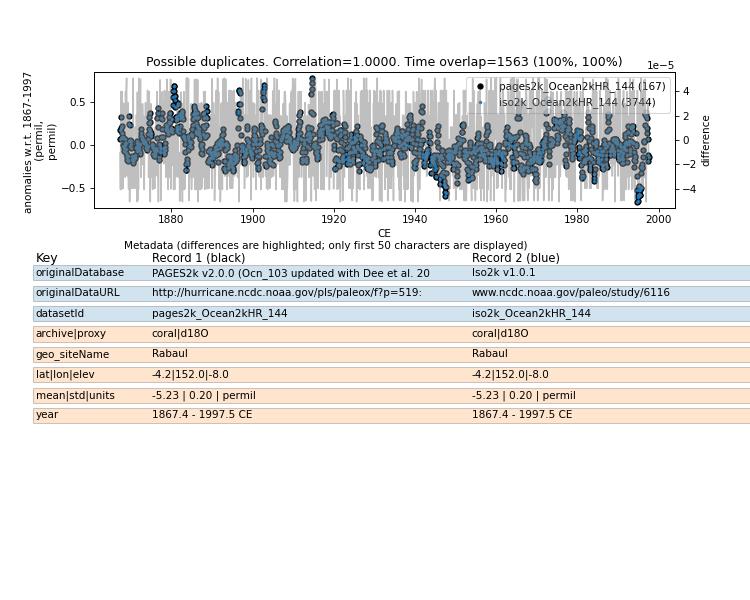 Possible duplicates. Correlation=1.0000. Time overlap=1563 (100%, 100%)
1e−5
anomalies w.r.t. 1867-1997
(permil,
permil)
0.5
0.0
−0.5
pages2k_Ocean2kHR_144 (167)
iso2k_Ocean2kHR_144 (3744)
4
2
0
−2
−4
difference
1880 1900 1920 1940 1960 1980 2000
CE
Metadata (differences are highlighted; only first 50 characters are displayed)
Key Record 1 (black) Record 2 (blue)
originalDatabase PAGES2k v2.0.0 (Ocn_103 updated with Dee et al. 20 Iso2k v1.0.1
originalDataURL http://hurricane.ncdc.noaa.gov/pls/paleox/f?p=519: www.ncdc.noaa.gov/paleo/study/6116
datasetId pages2k_Ocean2kHR_144 iso2k_Ocean2kHR_144
archive|proxy coral|d18O coral|d18O
geo_siteName Rabaul Rabaul
lat|lon|elev -4.2|152.0|-8.0 -4.2|152.0|-8.0
mean|std|units -5.23 | 0.20 | permil -5.23 | 0.20 | permil
year 1867.4 - 1997.5 CE 1867.4 - 1997.5 CE